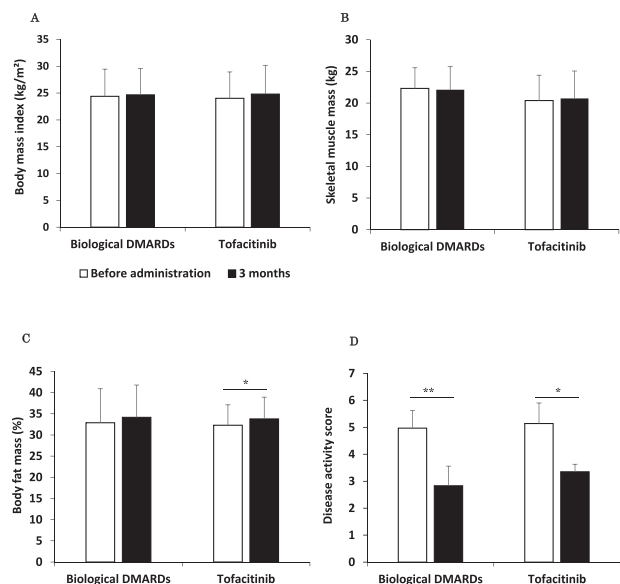 A
Body mass index (kg/m²)
35
30
25
20
15
10
5
0
Biological DMARDs Tofacitinib
Before administration 3 months
B
Skeletal muscle mass (kg)
30
25
20
15
10
5
0
Biological DMARDs Tofacitinib
C
Body fat mass (%)
45
40
35
30
25
20
15
10
5
0
*
Biological DMARDs Tofacitinib
D
Disease activity score
7
6
5
4
3
2
1
0
** *
Biological DMARDs Tofacitinib